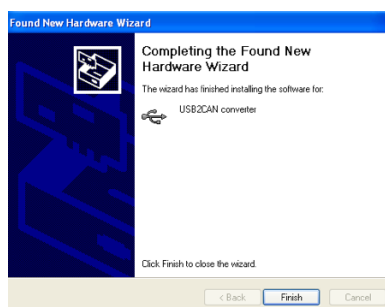 Found New Hardware Wizard
Completing the Found New
Hardware Wizard
The wizard has finished installing the software for:
USB2CAN converter
Click Finish to close the wizard.
< Back
Finish
Cancel